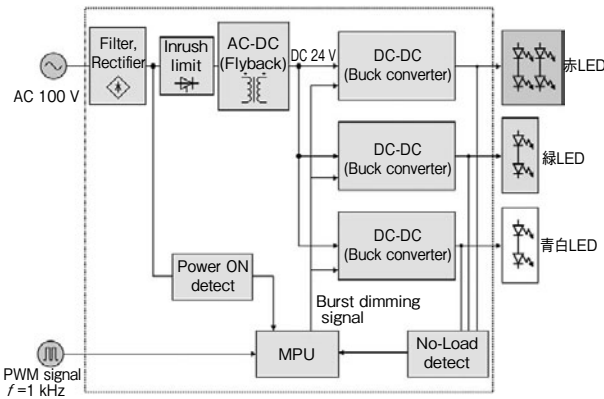 Filter,
Rectifier
Inrush
limit
AC-DC
(Flyback)
DC 24 V
DC-DC
(Buck converter)
赤LED
AC 100 V
DC-DC
(Buck converter)
緑LED
DC-DC
(Buck converter)
青白LED
Power ON
detect
Burst dimming
signal
MPU
No-Load
detect
PWM signal
f =1 kHz